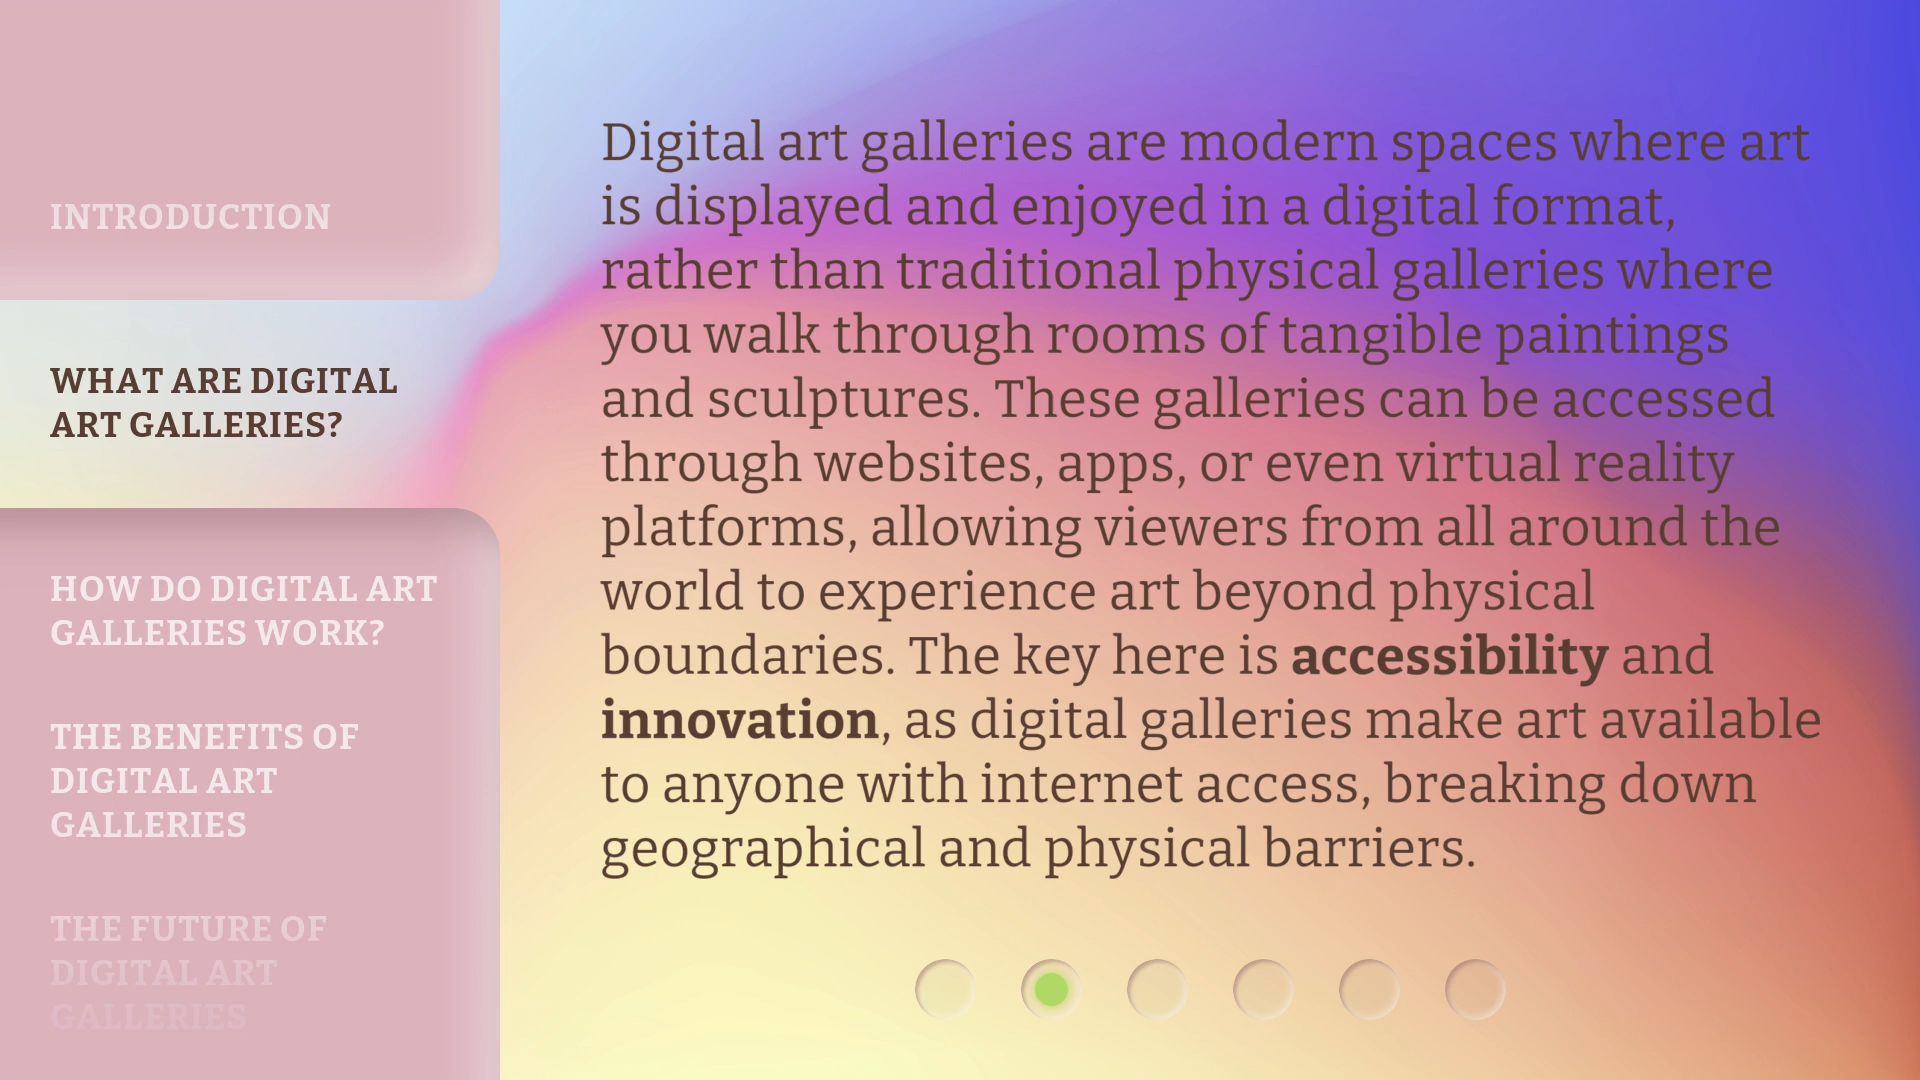 INTRODUCTION
WHAT ARE DIGITAL
ART GALLERIES?
HOW DO DIGITAL ART
GALLERIES WORK?
THE BENEFITS OF
DIGITAL ART
GALLERIES
THE FUTURE OF
DIGITAL ART
GALLERIES
Digital art galleries are modern spaces where art
is displayed and enjoyed in a digital format,
rather than traditional physical galleries where
you walk through rooms of tangible paintings
and sculptures. These galleries can be accessed
through websites, apps, or even virtual reality
platforms, allowing viewers from all around the
world to experience art beyond physical
boundaries. The key here is accessibility and
innovation, as digital galleries make art available
to anyone with internet access, breaking down
geographical and physical barriers.